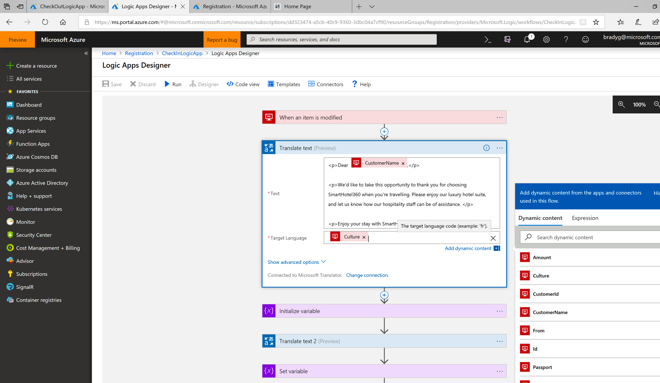 CheckOutLogicApp - Microso
Logic Apps Designer - M
Registration - Microsoft Az
Home Page
https://ms.portal.azure.com/#@microsoft.onmicrosoft.com/resource/subscriptions/
Preview
Microsoft Azure
Report a bug
Search resources, services, and docs
1
bradyg@microsoft.com
MICROSOFT
Create a resource
All services
FAVORITES
Dashboard
Resource groups
App Services
Function Apps
Azure Cosmos DB
Storage accounts
Azure Active Directory
Help + support
Kubernetes services
Monitor
Security Center
Cost Management + Billing
Advisor
Subscriptions
SignalR
Container registries
Home > Registration > CheckInLogicApp > Logic Apps Designer
Logic Apps Designer
Save
Discard
Run
Designer
Code view
Templates
Connectors
Help
100%
When an item is modified
Translate text (Preview)
* Text
<p>Dear CustomerName ,</p>
<p>We'd like to take this opportunity to thank you for choosing
SmartHotel360 when you're travelling. Please enjoy our luxury hotel suite,
and let us know how our hospitality staff can be of assistance. </p>
<p>Enjoy your stay with Smart
The target language code (example: 'fr').
* Target Language
Culture
Add dynamic content
Show advanced options
Connected to Microsoft Translator. Change connection.
Initialize variable
Translate text 2 (Preview)
Set variable
Add dynamic content from the apps and connectors
used in this flow.
Dynamic content
Expression
Search dynamic content
Amount
Culture
CustomerId
CustomerName
From
Id
Passport